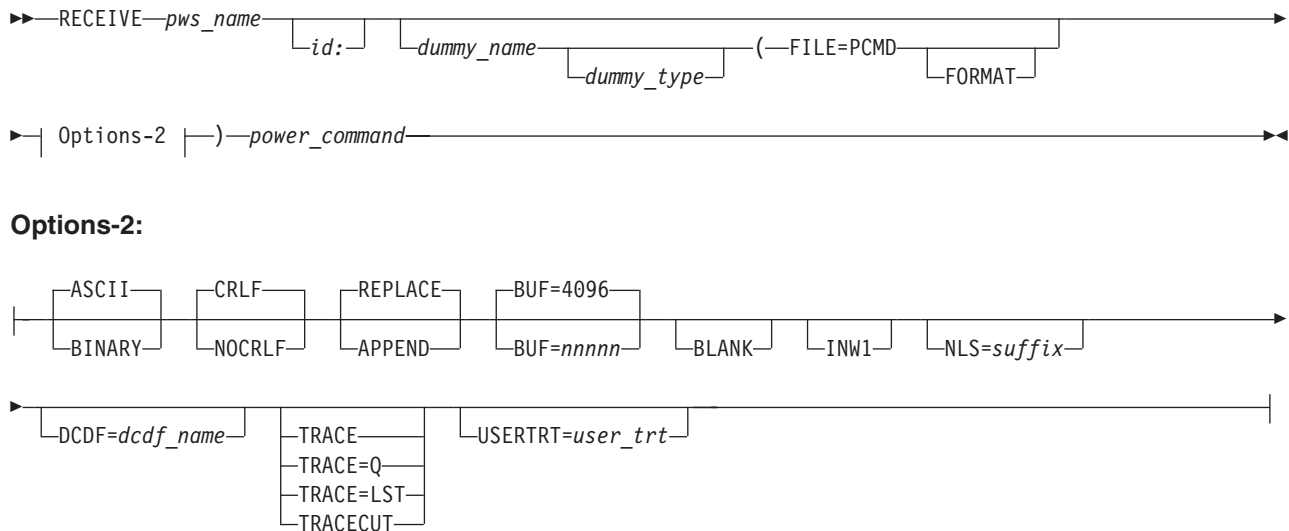 RECEIVE pws_name id: dummy_name dummy_type ( FILE=PCMD FORMAT
Options-2 ) power_command
Options-2:
ASCII CRLF REPLACE BUF=4096
BINARY NOCRLF APPEND BUF=nnnnn BLANK INW1 NLS=suffix
DCDF=dcdf_name TRACE USERTRT=user_trt
TRACE=Q
TRACE=LST
TRACECUT